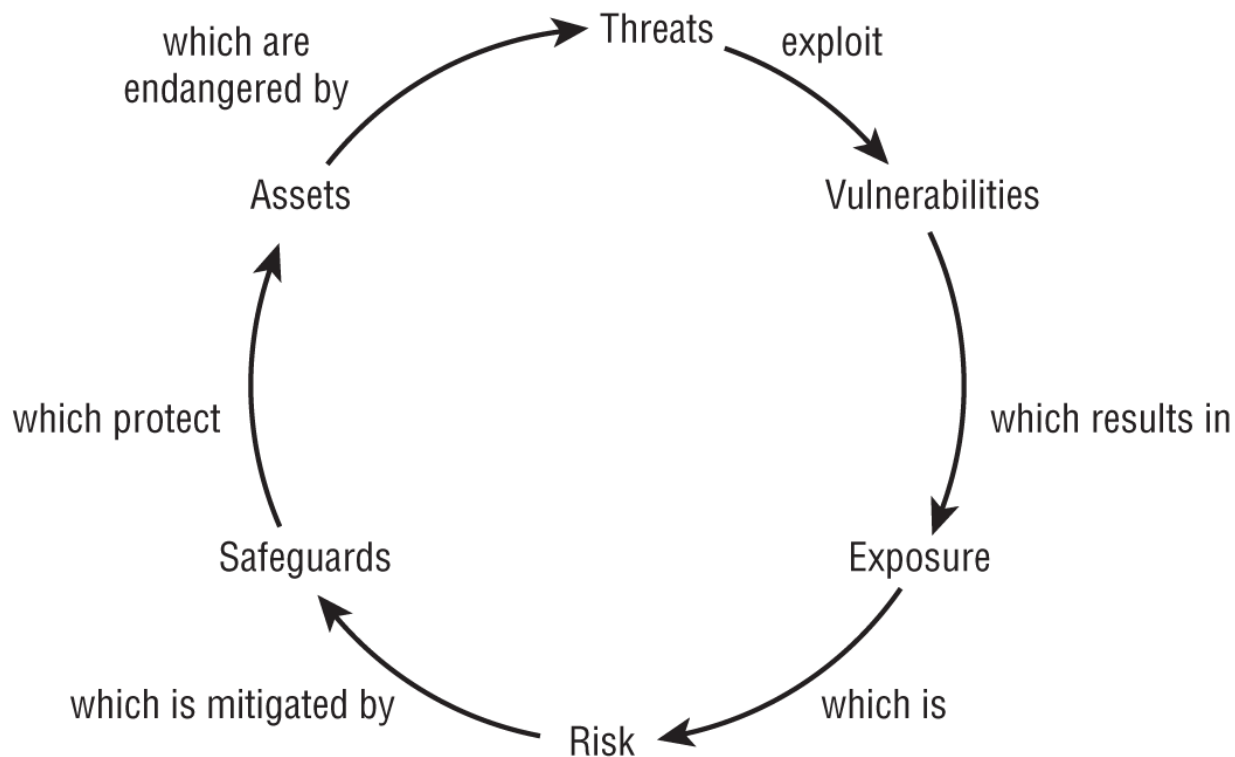 Threats
exploit
Vulnerabilities
which results in
Exposure
which is
Risk
which is mitigated by
Safeguards
which protect
Assets
which are
endangered by